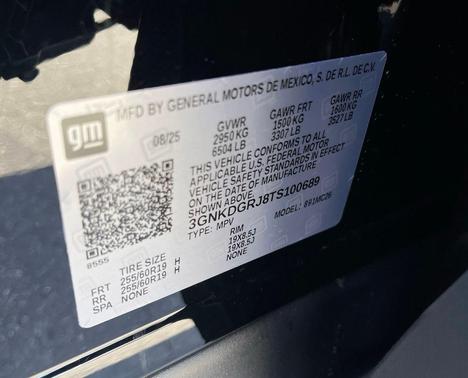 gm
MFD BY GENERAL MOTORS DE MEXICO, S. DE R.L. DE C.V.
08/25 GVWR GAWR FRT GAWR RR
2950 KG 1500 KG 1600 KG
6504 LB 3307 LB 3527 LB
THIS VEHICLE CONFORMS TO ALL
APPLICABLE U.S. FEDERAL MOTOR
VEHICLE SAFETY STANDARDS IN EFFECT
ON THE DATE OF MANUFACTURE
SHOWN ABOVE.
3GNKDGRJ8TS100689
TYPE: MPV MODEL: 891MC26
8555
TIRE SIZE RIM
FRT 255/60R19 H 19X8.5J
RR 255/60R19 H 19X8.5J
SPA NONE NONE